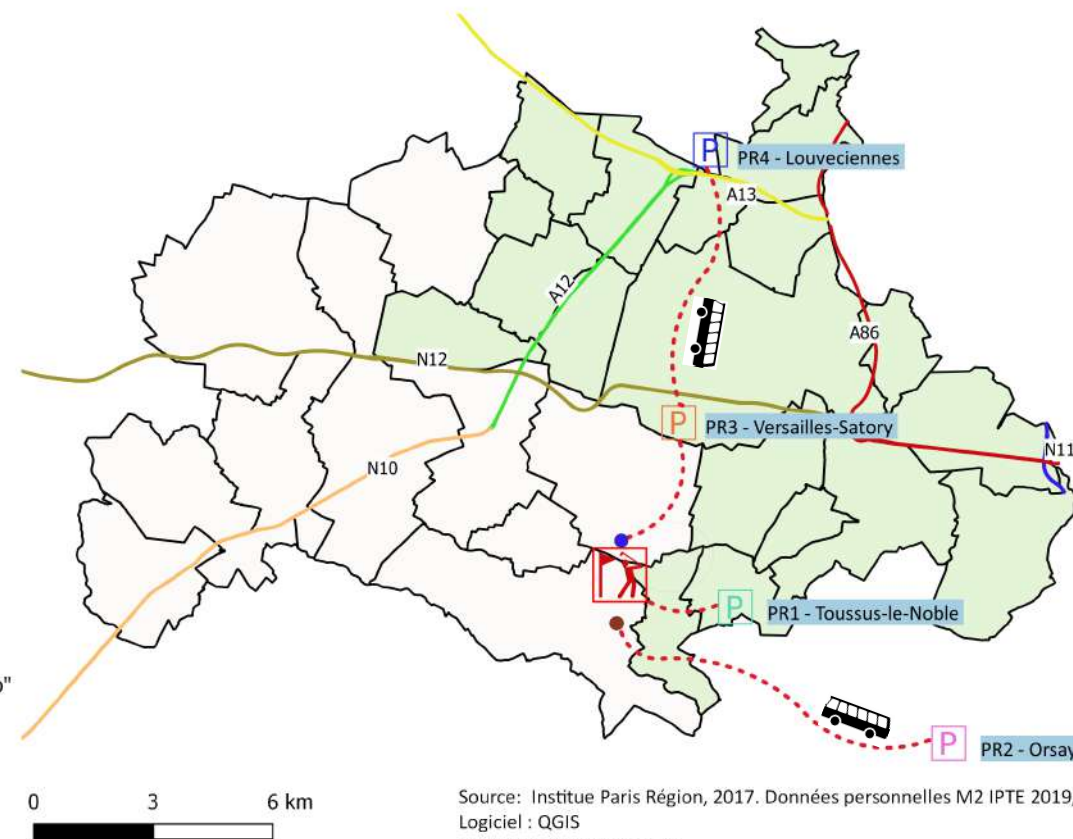 P
PR4 - Louveciennes
A13
A12
A86
N12
P
PR3 - Versailles-Satory
N10
N11
P
PR1 - Toussus-le-Noble
P
PR2 - Orsay
0 3 6 km
Source: Institue Paris Région, 2017. Données personnelles M2 IPTE 2019,
Logiciel : QGIS